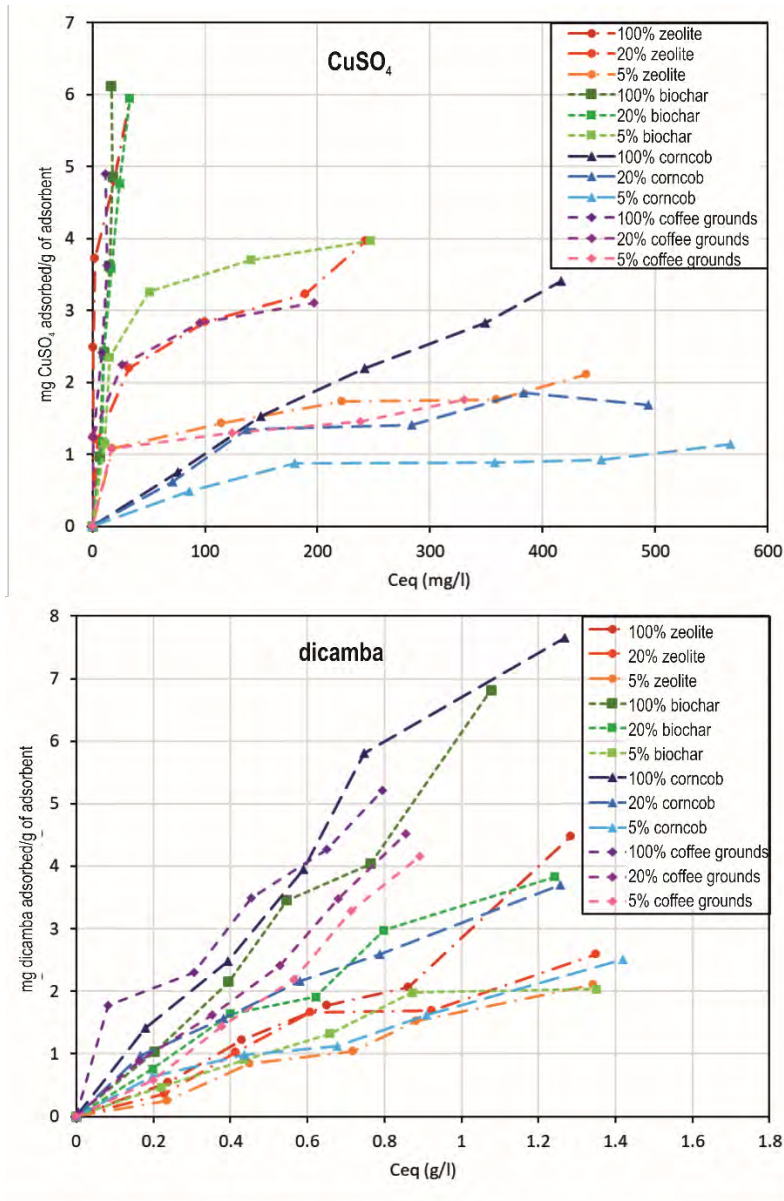 CuSO₄
mg CuSO₄ adsorbed/g of adsorbent
7
6
5
4
3
2
1
0
0 100 200 300 400 500 600
Ceq (mg/l)
100% zeolite
20% zeolite
5% zeolite
100% biochar
20% biochar
5% biochar
100% corncob
20% corncob
5% corncob
100% coffee grounds
20% coffee grounds
5% coffee grounds
dicamba
mg dicamba adsorbed/g of adsorbent
8
7
6
5
4
3
2
1
0
0 0.2 0.4 0.6 0.8 1 1.2 1.4 1.6 1.8
Ceq (g/l)
100% zeolite
20% zeolite
5% zeolite
100% biochar
20% biochar
5% biochar
100% corncob
20% corncob
5% corncob
100% coffee grounds
20% coffee grounds
5% coffee grounds